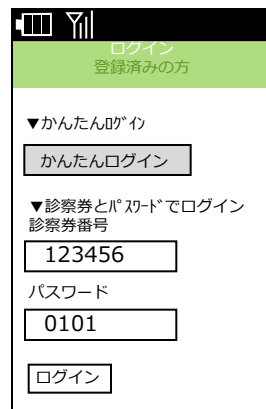 ログイン
登録済みの方
▼かんたんﾛｸﾞｲﾝ
かんたんログイン
▼診察券とﾊﾟｽﾜｰﾄﾞでログイン
診察券番号
123456
パスワード
0101
ログイン